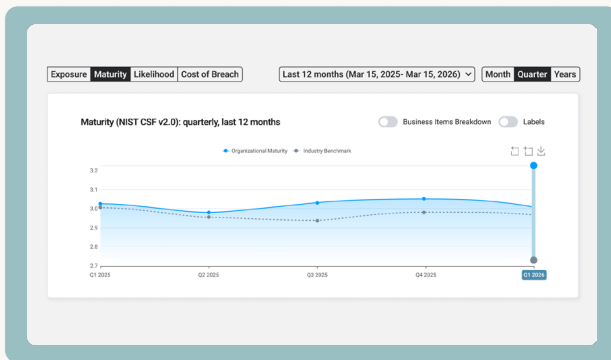 Exposure Maturity Likelihood Cost of Breach Last 12 months (Mar 15, 2025- Mar 15, 2026) Month Quarter Years
Maturity (NIST CSF v2.0): quarterly, last 12 months Business Items Breakdown Labels
Organizational Maturity Industry Benchmark
3.2
3.1
3.0
2.9
2.8
2.7
Q1 2025 Q2 2025 Q3 2025 Q4 2025 Q1 2026